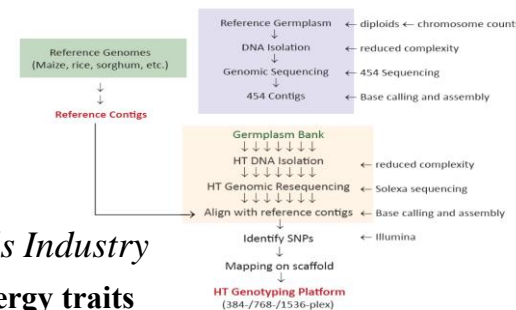 Reference Germplasm ← diploids ← chromosome count
DNA Isolation ← reduced complexity
Genomic Sequencing ← 454 Sequencing
454 Contigs ← Base calling and assembly
Reference Genomes
(Maize, rice, sorghum, etc.)
Reference Contigs
Germplasm Bank
HT DNA Isolation ← reduced complexity
HT Genomic Resequencing ← Solexa sequencing
Align with reference contigs ← Base calling and assembly
Identify SNPs ← Illumina
Mapping on scaffold
HT Genotyping Platform
(384-/768-/1536-plex)
s Industry
ergy traits